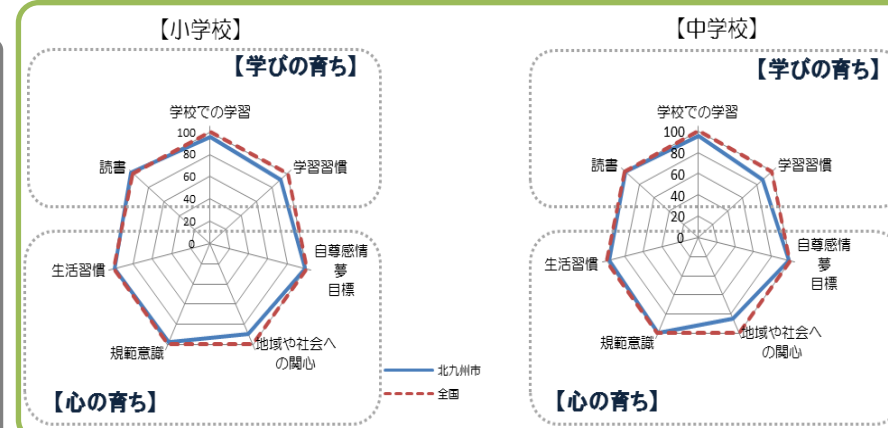 【小学校】
【学びの育ち】
学校での学習
100
80
60
40
20
0
学習習慣
自尊感情
夢
目標
地域や社会へ
の関心
規範意識
生活習慣
読書
【心の育ち】
北九州市
全国
【中学校】
【学びの育ち】
学校での学習
100
80
60
40
20
0
学習習慣
自尊感情
夢
目標
地域や社会へ
の関心
規範意識
生活習慣
読書
【心の育ち】